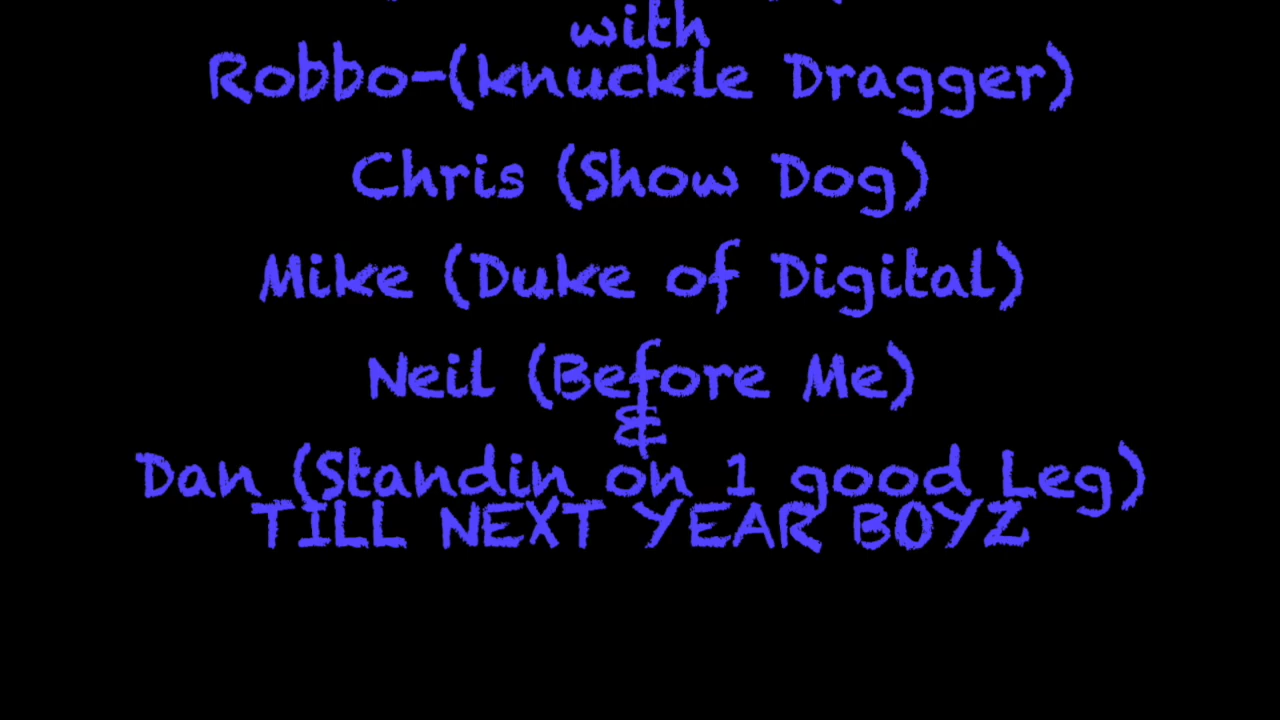 with
Robbo-(knuckle Dragger)
Chris (Show Dog)
Mike (Duke of Digital)
Neil (Before Me)
&
Dan (Standin on 1 good Leg)
TILL NEXT YEAR BOYZ